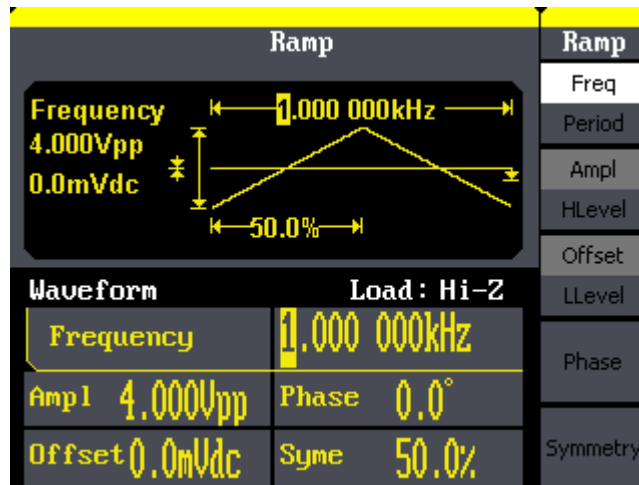 Ramp
Frequency 1.000 000kHz
4.000Vpp
0.0mVdc
50.0%
Waveform Load: Hi-Z
Frequency 1.000 000kHz
Ampl 4.000Vpp Phase 0.0°
Offset 0.0mVdc Syme 50.0%
Ramp
Freq
Period
Ampl
HLevel
Offset
LLevel
Phase
Symmetry